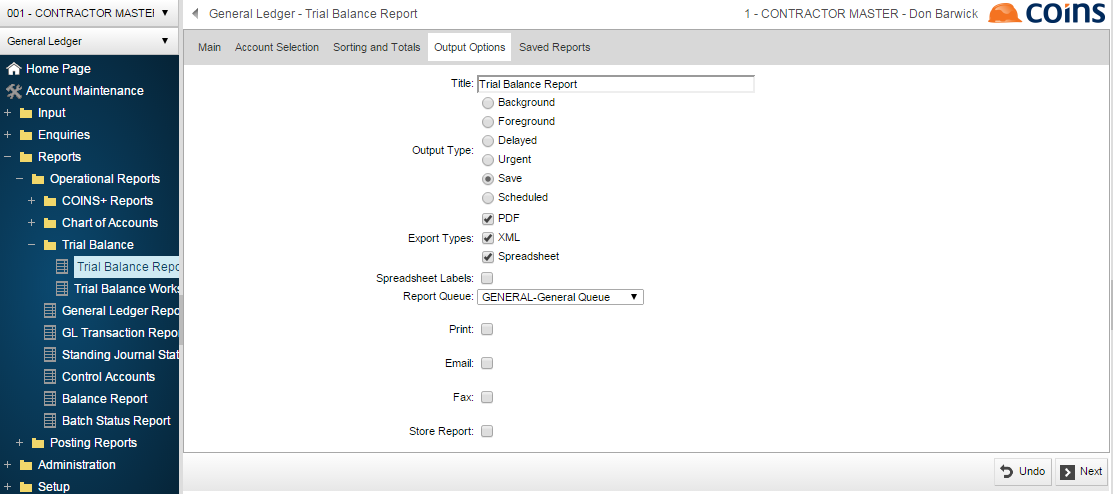 001 - CONTRACTOR MASTE
General Ledger - Trial Balance Report
1 - CONTRACTOR MASTER - Don Barwick
coins
General Ledger
Main
Account Selection
Sorting and Totals
Output Options
Saved Reports
Home Page
Account Maintenance
Input
Enquiries
Reports
Operational Reports
COINS+ Reports
Chart of Accounts
Trial Balance
Trial Balance Repo
Trial Balance Works
General Ledger Repo
GL Transaction Repo
Standing Journal Stat
Control Accounts
Balance Report
Batch Status Report
Posting Reports
Administration
Setup
Title: Trial Balance Report
Output Type:
Background
Foreground
Delayed
Urgent
Save
Scheduled
Export Types:
PDF
XML
Spreadsheet
Spreadsheet Labels:
Report Queue: GENERAL-General Queue
Print:
Email:
Fax:
Store Report:
Undo
Next